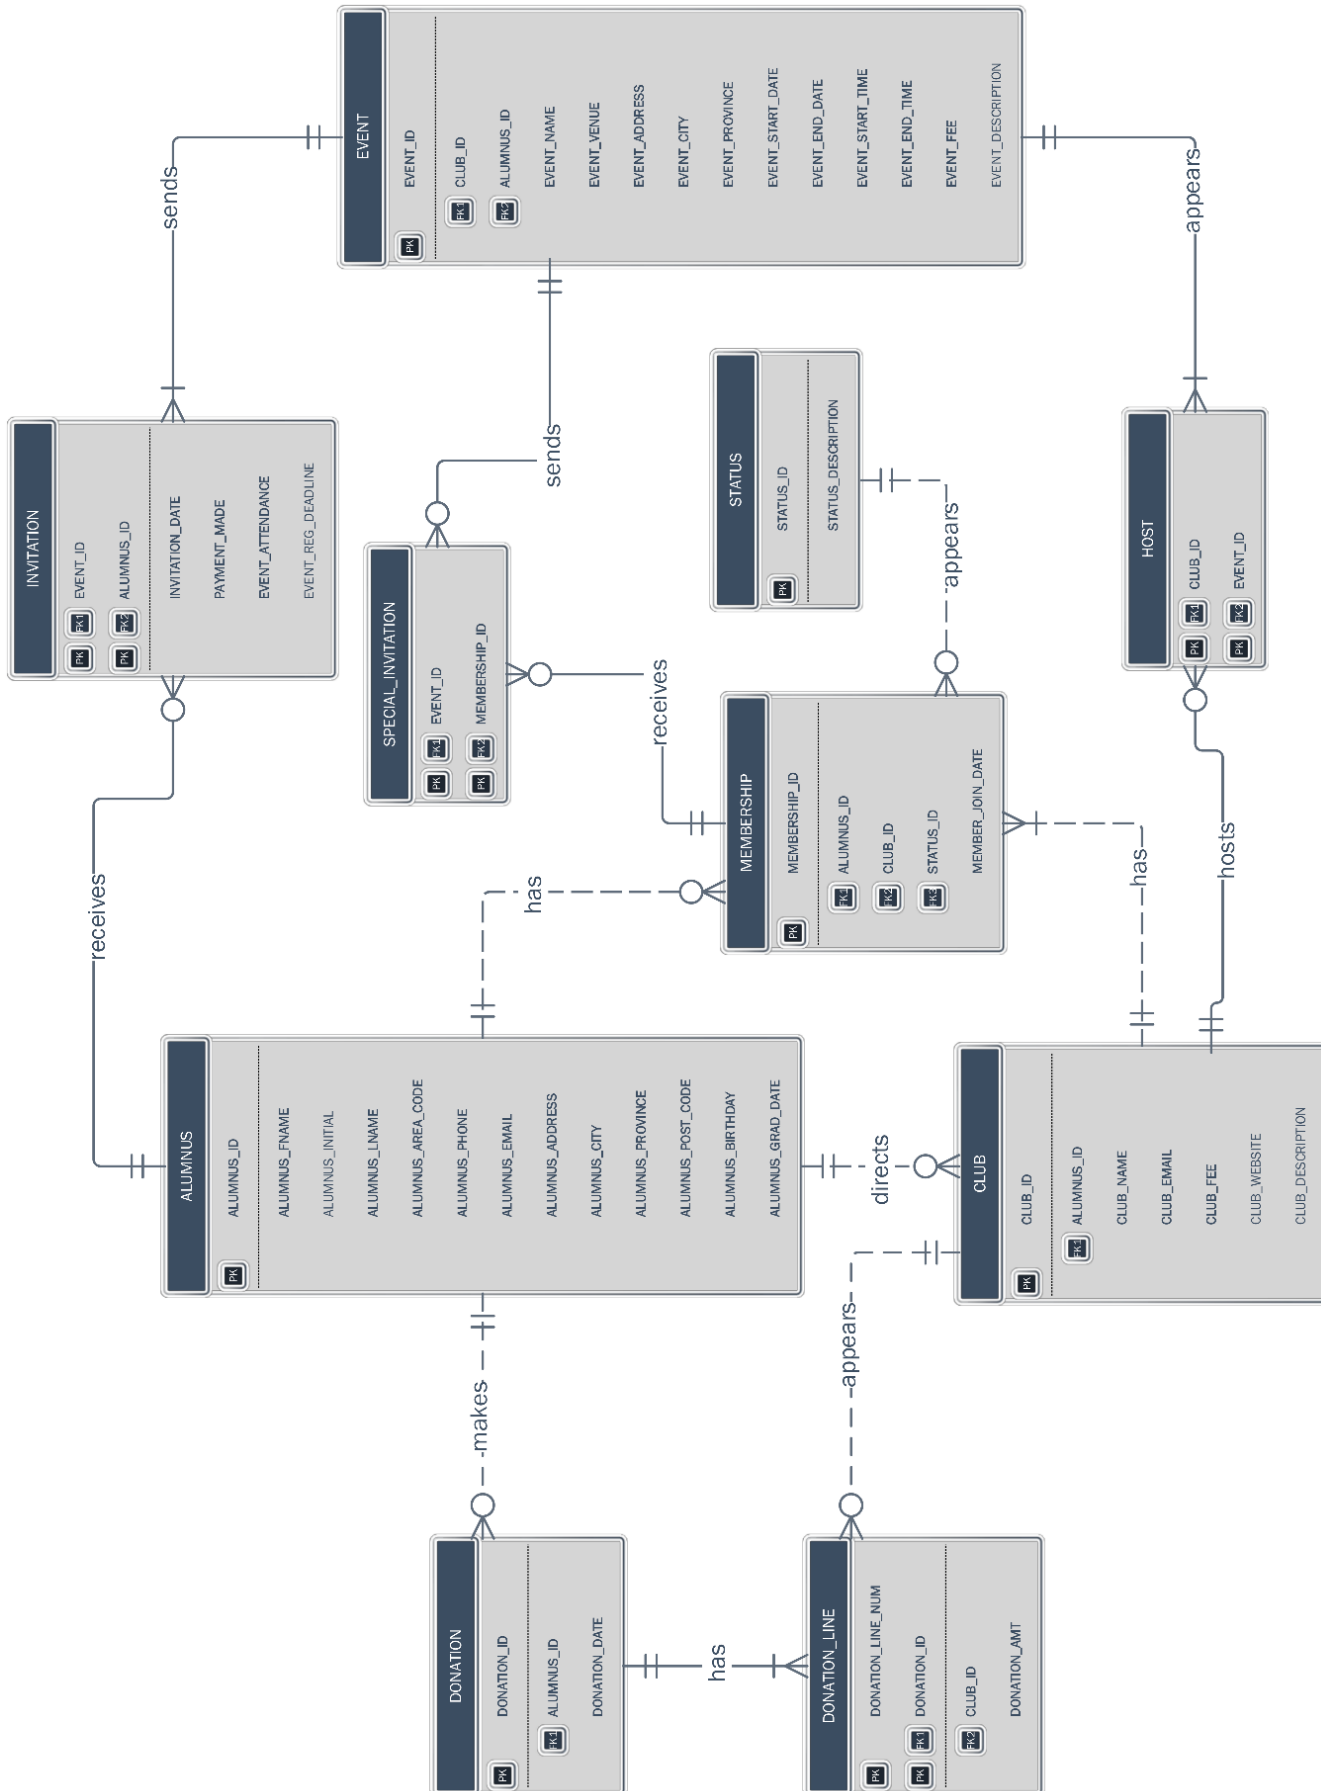 EVENT
PK EVENT_ID
FK1 CLUB_ID
FK2 ALUMNUS_ID
EVENT_NAME
EVENT_VENUE
EVENT_ADDRESS
EVENT_CITY
EVENT_PROVINCE
EVENT_START_DATE
EVENT_END_DATE
EVENT_START_TIME
EVENT_END_TIME
EVENT_FEE
EVENT_DESCRIPTION
sends
sends
appears
INVITATION
PK FK1 EVENT_ID
PK FK2 ALUMNUS_ID
INVITATION_DATE
PAYMENT_MADE
EVENT_ATTENDANCE
EVENT_REG_DEADLINE
SPECIAL_INVITATION
PK FK1 EVENT_ID
PK FK2 MEMBERSHIP_ID
STATUS
PK STATUS_ID
STATUS_DESCRIPTION
HOST
PK FK1 CLUB_ID
PK FK2 EVENT_ID
receives
receives
appears
has
has
hosts
MEMBERSHIP
PK MEMBERSHIP_ID
FK1 ALUMNUS_ID
FK2 CLUB_ID
FK3 STATUS_ID
MEMBER_JOIN_DATE
ALUMNUS
PK ALUMNUS_ID
ALUMNUS_FNAME
ALUMNUS_INITIAL
ALUMNUS_LNAME
ALUMNUS_AREA_CODE
ALUMNUS_PHONE
ALUMNUS_EMAIL
ALUMNUS_ADDRESS
ALUMNUS_CITY
ALUMNUS_PROVINCE
ALUMNUS_POST_CODE
ALUMNUS_BIRTHDAY
ALUMNUS_GRAD_DATE
directs
CLUB
PK CLUB_ID
FK1 ALUMNUS_ID
CLUB_NAME
CLUB_EMAIL
CLUB_FEE
CLUB_WEBSITE
CLUB_DESCRIPTION
makes
appears
DONATION
PK DONATION_ID
FK1 ALUMNUS_ID
DONATION_DATE
has
DONATION_LINE
PK DONATION_LINE_NUM
PK FK1 DONATION_ID
FK2 CLUB_ID
DONATION_AMT